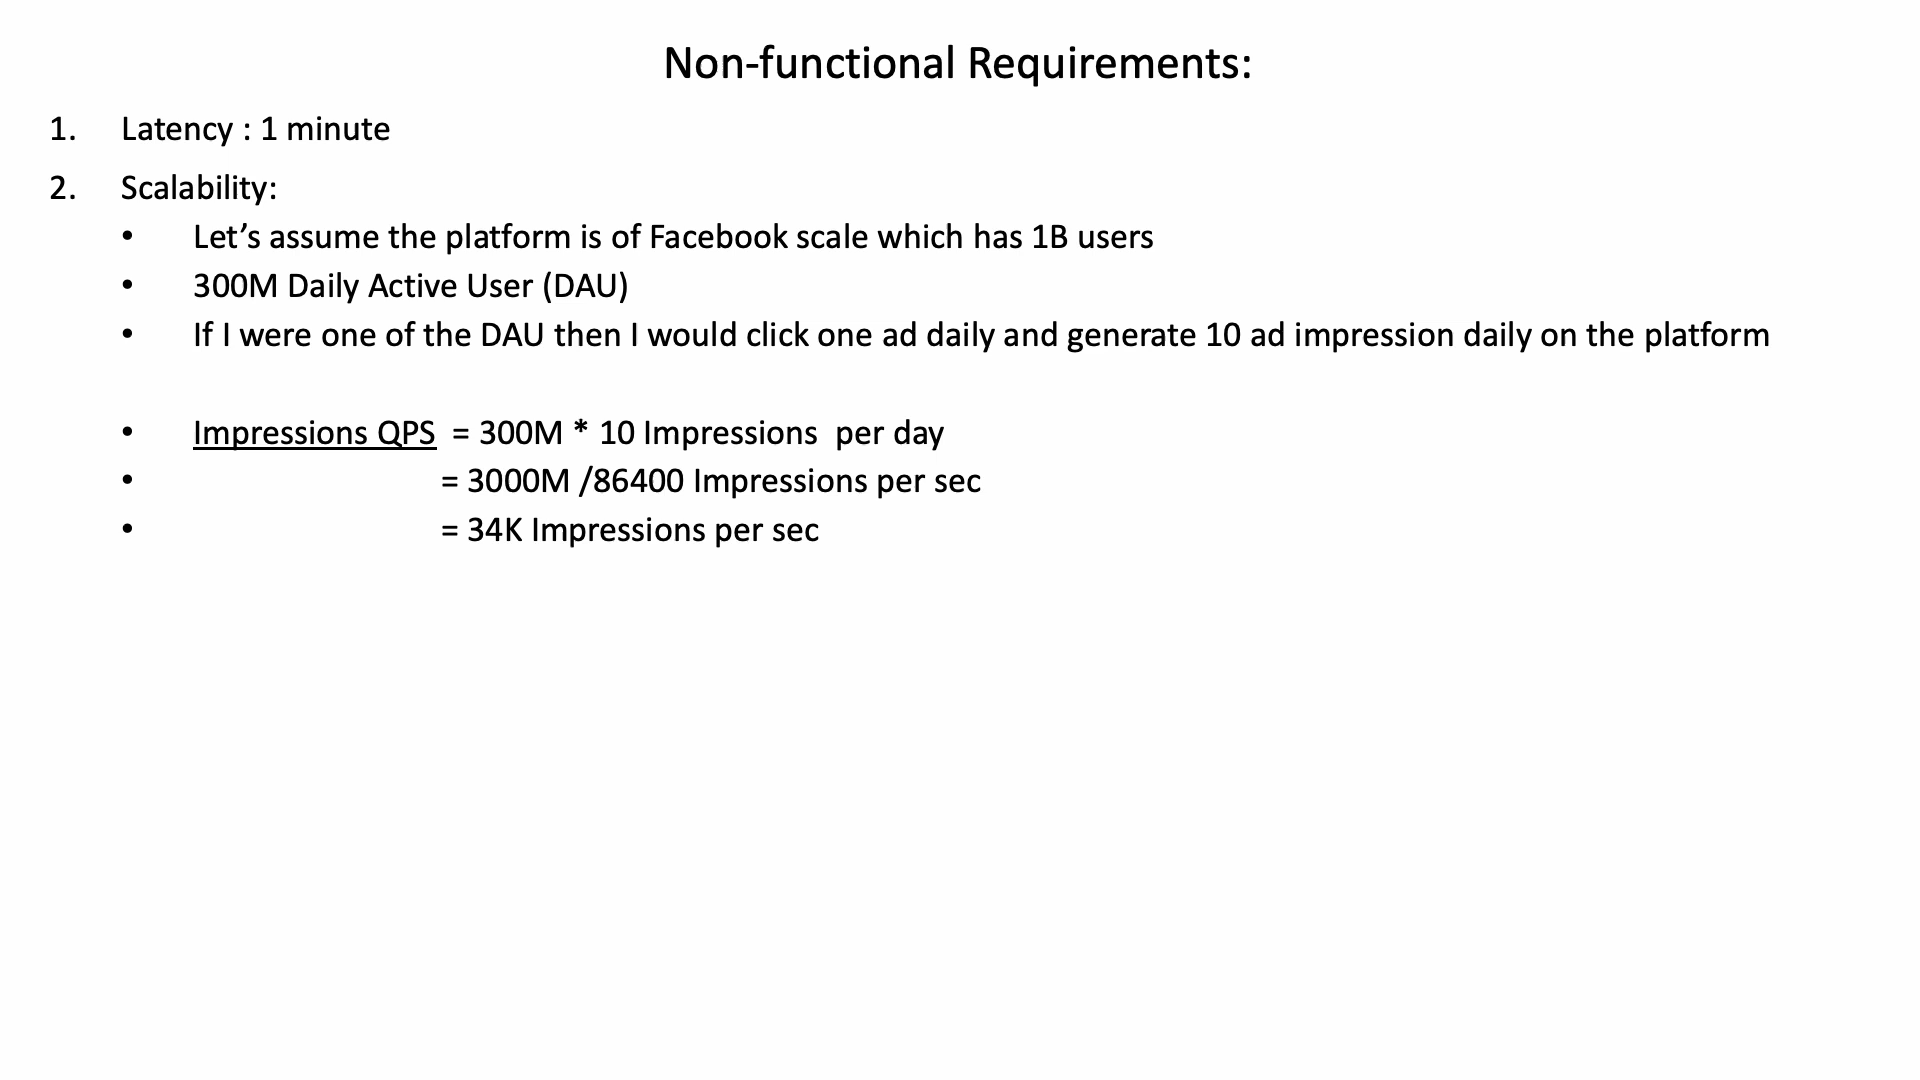 Non-functional Requirements:
1. Latency : 1 minute
2. Scalability:
• Let’s assume the platform is of Facebook scale which has 1B users
• 300M Daily Active User (DAU)
• If I were one of the DAU then I would click one ad daily and generate 10 ad impression daily on the platform
• Impressions QPS = 300M * 10 Impressions per day
• = 3000M /86400 Impressions per sec
• = 34K Impressions per sec